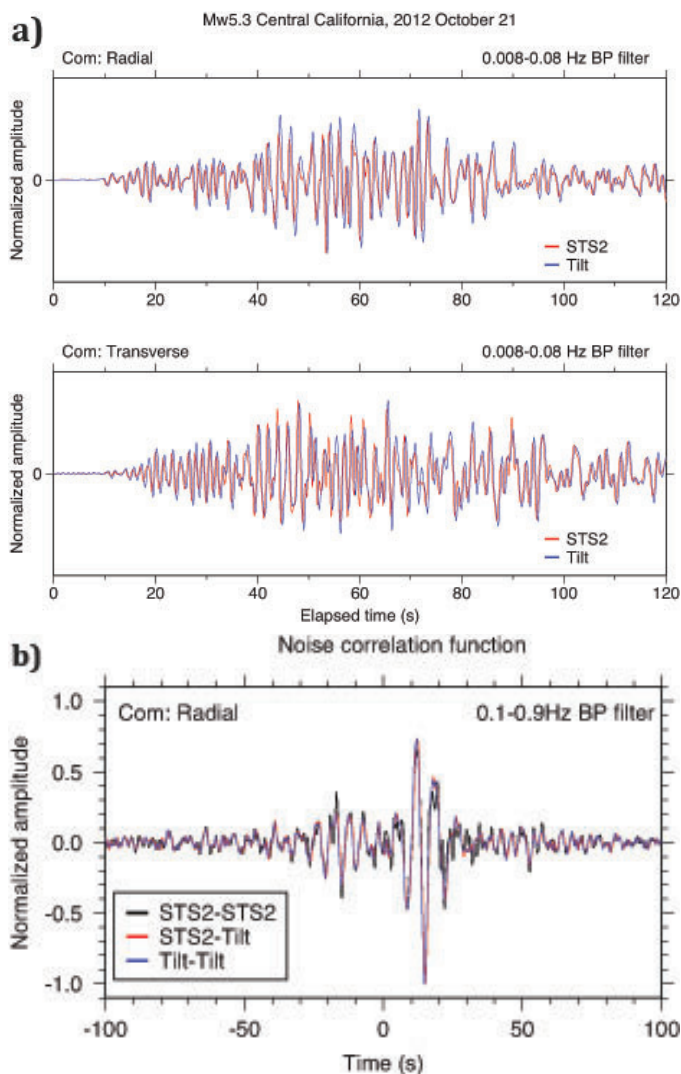 a)
Mw5.3 Central California, 2012 October 21
Com: Radial 0.008-0.08 Hz BP filter
Normalized amplitude
0
STS2
Tilt
0 20 40 60 80 100 120
Com: Transverse 0.008-0.08 Hz BP filter
Normalized amplitude
0
STS2
Tilt
0 20 40 60 80 100 120
Elapsed time (s)
b)
Noise correlation function
Com: Radial 0.1-0.9Hz BP filter
Normalized amplitude
1.0
0.5
0.0
-0.5
-1.0
STS2-STS2
STS2-Tilt
Tilt-Tilt
-100 -50 0 50 100
Time (s)